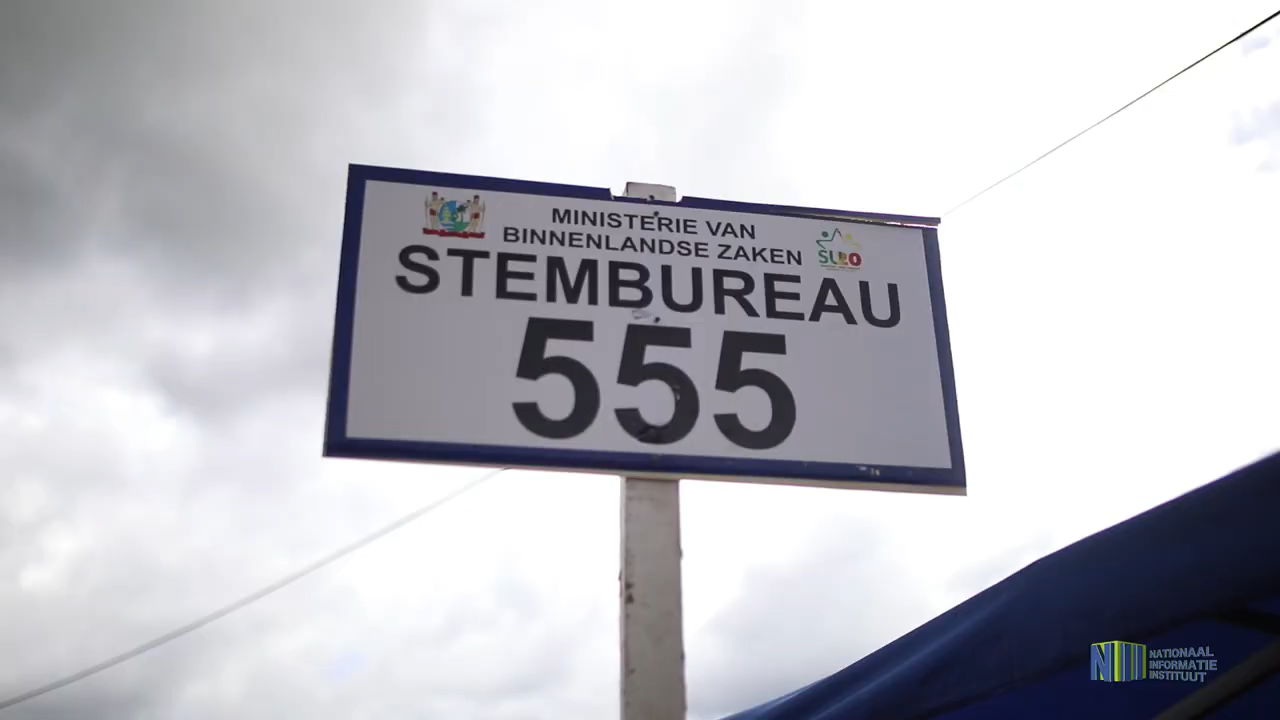 MINISTERIE VAN
BINNENLANDSE ZAKEN
STEMBUREAU
555
NATIONAAL
INFORMATIE
INSTITUUT